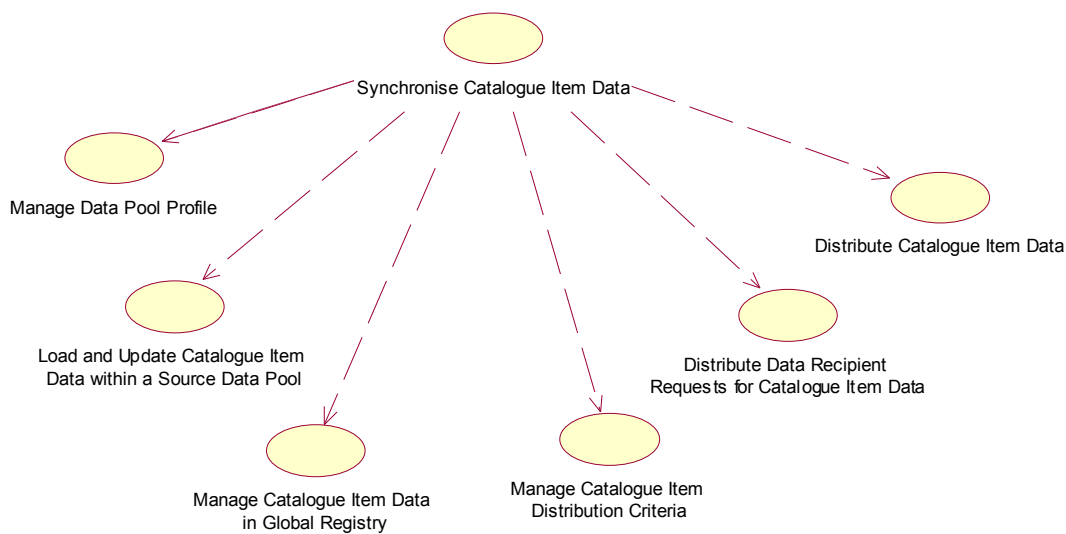 Synchronise Catalogue Item Data
Manage Data Pool Profile
Distribute Catalogue Item Data
Load and Update Catalogue Item
Data within a Source Data Pool
Distribute Data Recipient
Requests for Catalogue Item Data
Manage Catalogue Item Data
in Global Registry
Manage Catalogue Item
Distribution Criteria